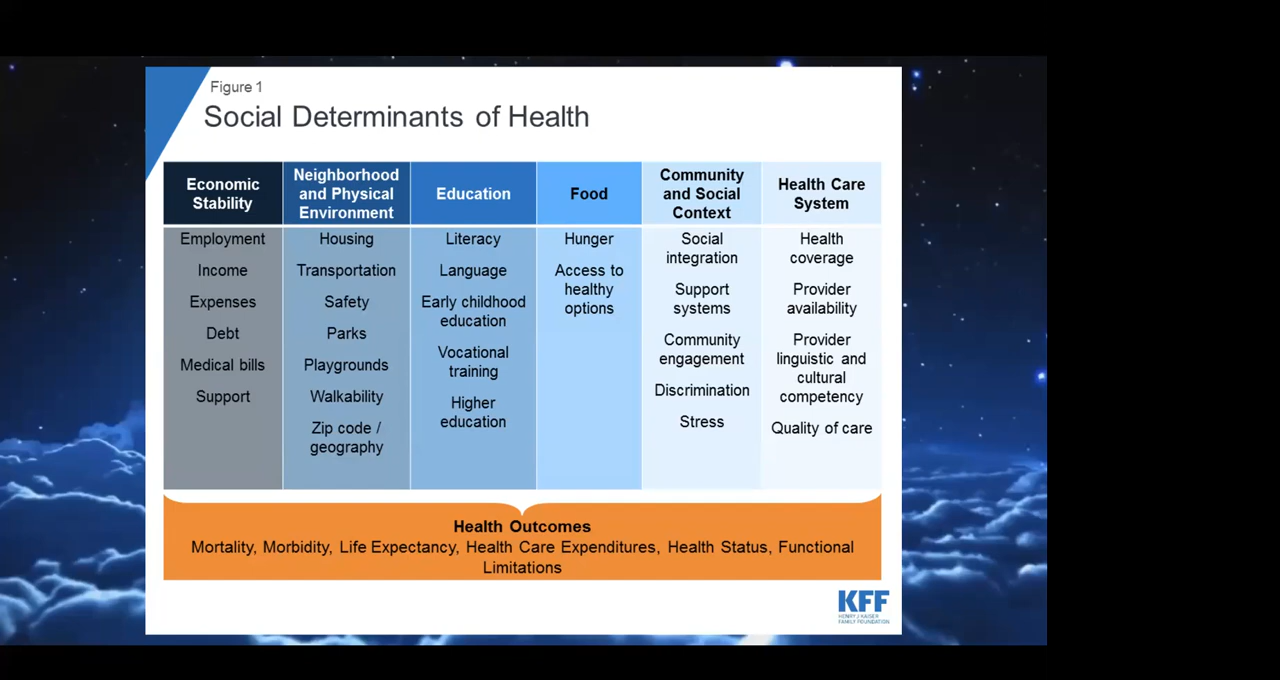 Figure 1
Social Determinants of Health
Economic
Stability
Neighborhood
and Physical
Environment
Education
Food
Community
and Social
Context
Health Care
System
Employment
Income
Expenses
Debt
Medical bills
Support
Housing
Transportation
Safety
Parks
Playgrounds
Walkability
Zip code /
geography
Literacy
Language
Early childhood
education
Vocational
training
Higher
education
Hunger
Access to
healthy
options
Social
integration
Support
systems
Community
engagement
Discrimination
Stress
Health
coverage
Provider
availability
Provider
linguistic and
cultural
competency
Quality of care
Health Outcomes
Mortality, Morbidity, Life Expectancy, Health Care Expenditures, Health Status, Functional
Limitations
KFF
HENRY J KAISER
FAMILY FOUNDATION